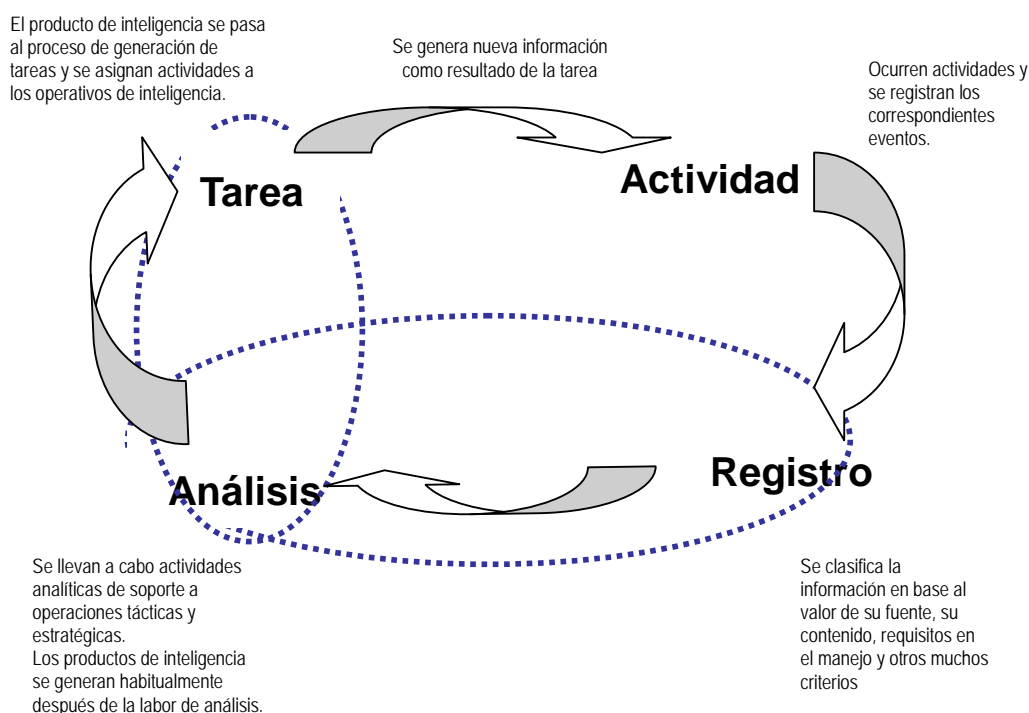 El producto de inteligencia se pasa
al proceso de generación de
tareas y se asignan actividades a
los operativos de inteligencia.
Se genera nueva información
como resultado de la tarea
Ocurren actividades y
se registran los
correspondientes
eventos.
Tarea
Actividad
Análisis
Registro
Se llevan a cabo actividades
analíticas de soporte a
operaciones tácticas y
estratégicas.
Los productos de inteligencia
se generan habitualmente
después de la labor de análisis.
Se clasifica la
información en base al
valor de su fuente, su
contenido, requisitos en
el manejo y otros muchos
criterios